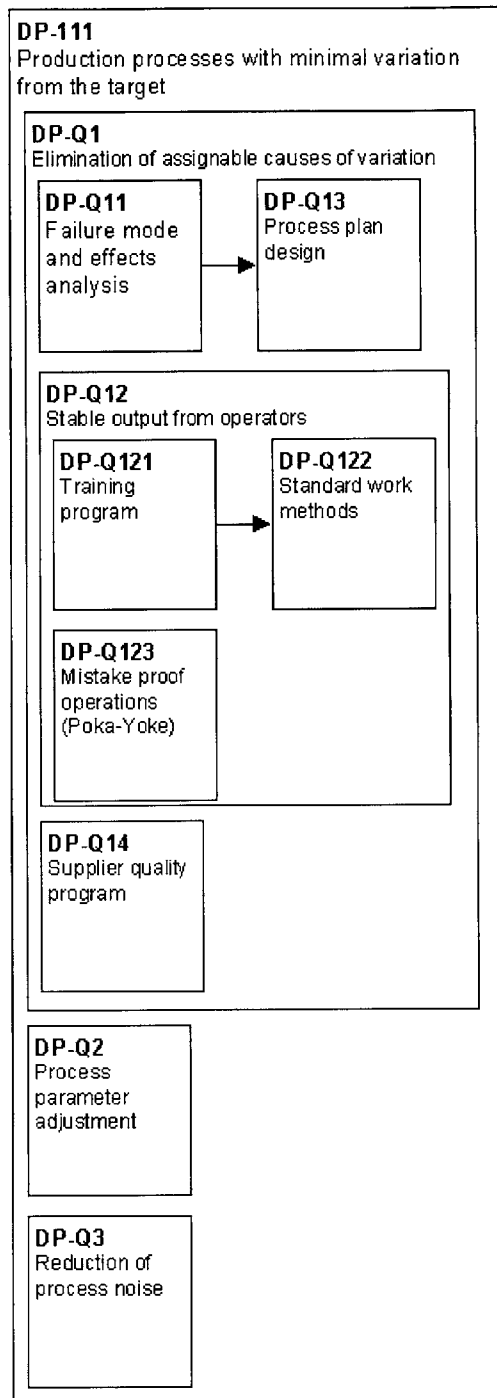 DP-111
Production processes with minimal variation
from the target
DP-Q1
Elimination of assignable causes of variation
DP-Q11
Failure mode
and effects
analysis
DP-Q13
Process plan
design
DP-Q12
Stable output from operators
DP-Q121
Training
program
DP-Q122
Standard work
methods
DP-Q123
Mistake proof
operations
(Poka-Yoke)
DP-Q14
Supplier quality
program
DP-Q2
Process
parameter
adjustment
DP-Q3
Reduction of
process noise